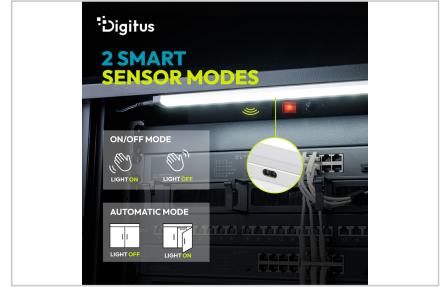 Digitus
2 SMART
SENSOR MODES
ON/OFF MODE
LIGHT ON
LIGHT OFF
AUTOMATIC MODE
LIGHT OFF
LIGHT ON